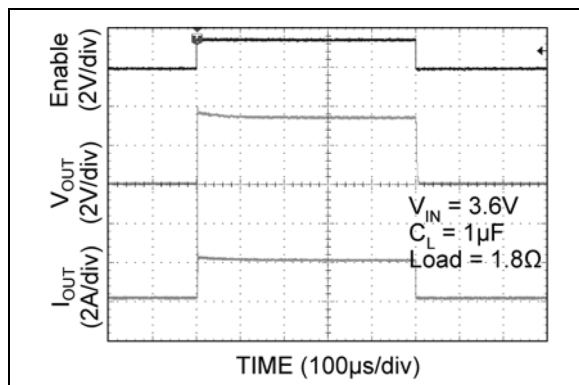 Enable
(2V/div)
V_OUT
(2V/div)
I_OUT
(2A/div)
V_IN = 3.6V
C_L = 1µF
Load = 1.8Ω
TIME (100µs/div)